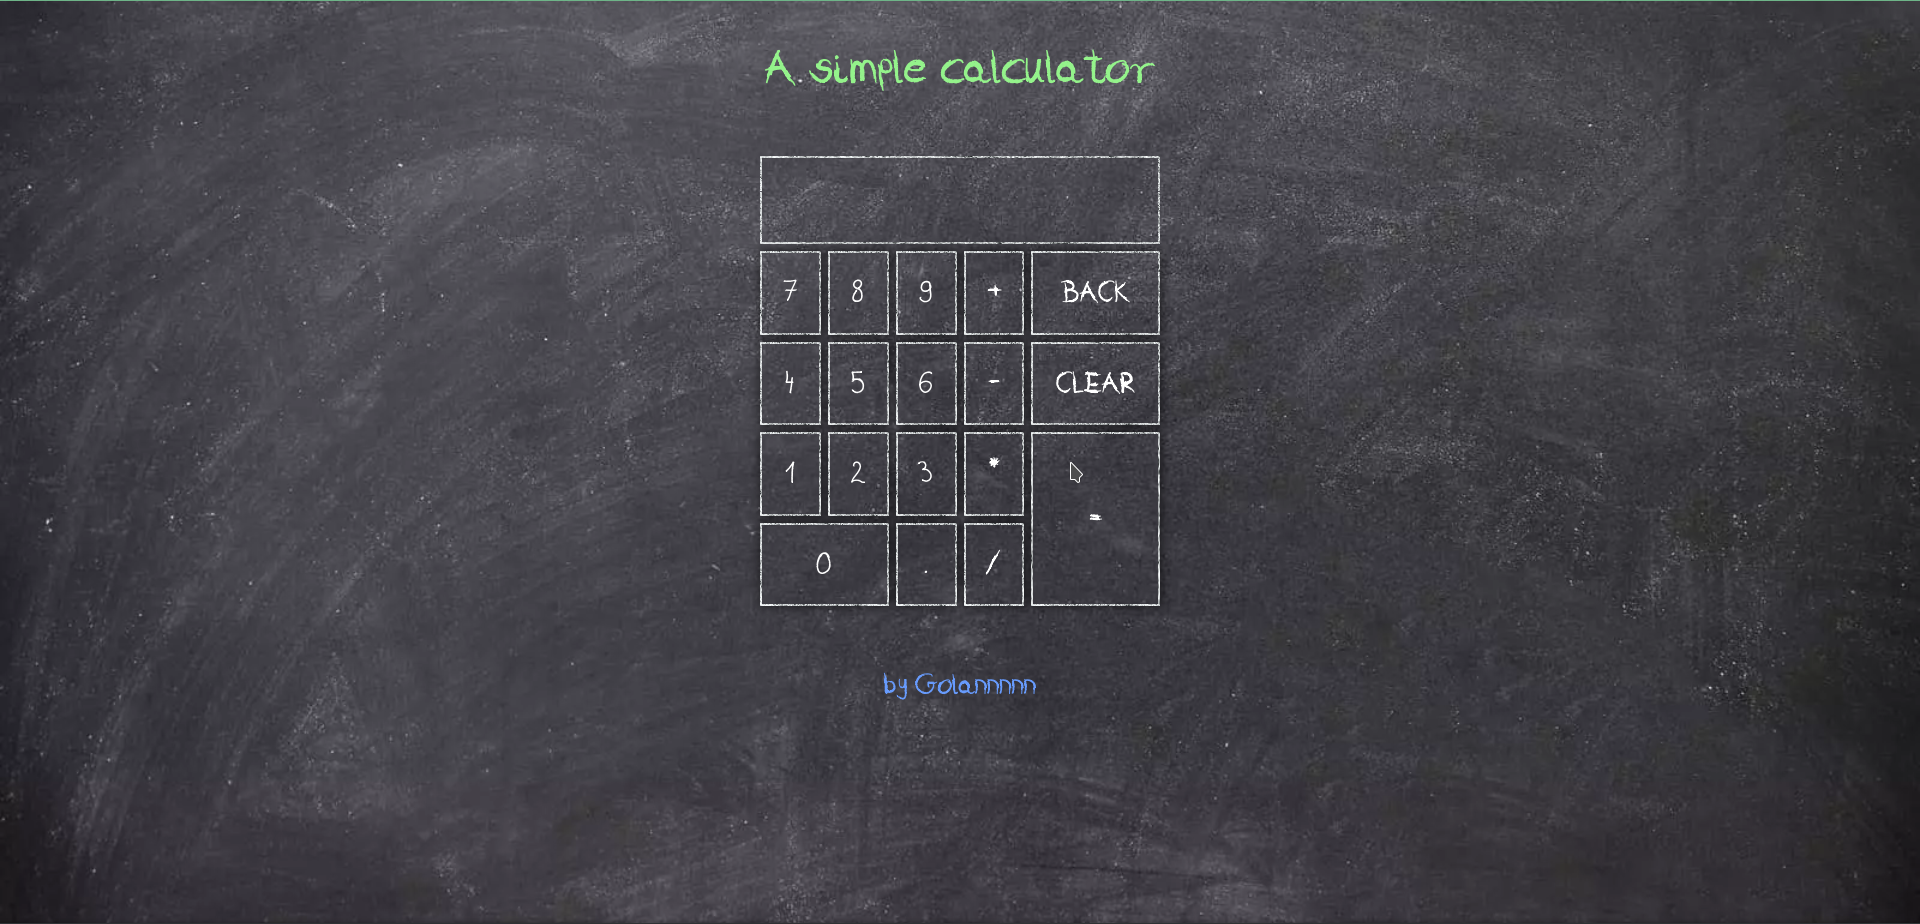 A simple calculator
7 8 9 + BACK
4 5 6 - CLEAR
1 2 3 *
=
0 . /
by Golannnnn